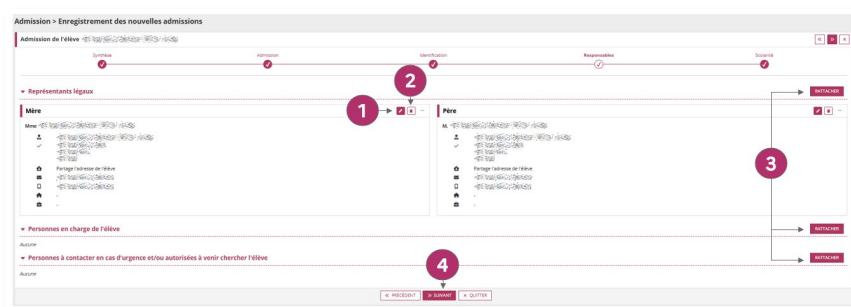 Admission > Enregistrement des nouvelles admissions
Admission de l'élève
« » ×
Synthèse Admission Identification Responsables Scolarité
2
Représentants légaux RATTACHER
1
Mère Père
Mme M.
3
Partage l'adresse de l'élève Partage l'adresse de l'élève
- -
- -
Personnes en charge de l'élève RATTACHER
Aucune
Personnes à contacter en cas d'urgence et/ou autorisées à venir chercher l'élève RATTACHER
4
Aucune
« PRÉCÉDENT » SUIVANT × QUITTER